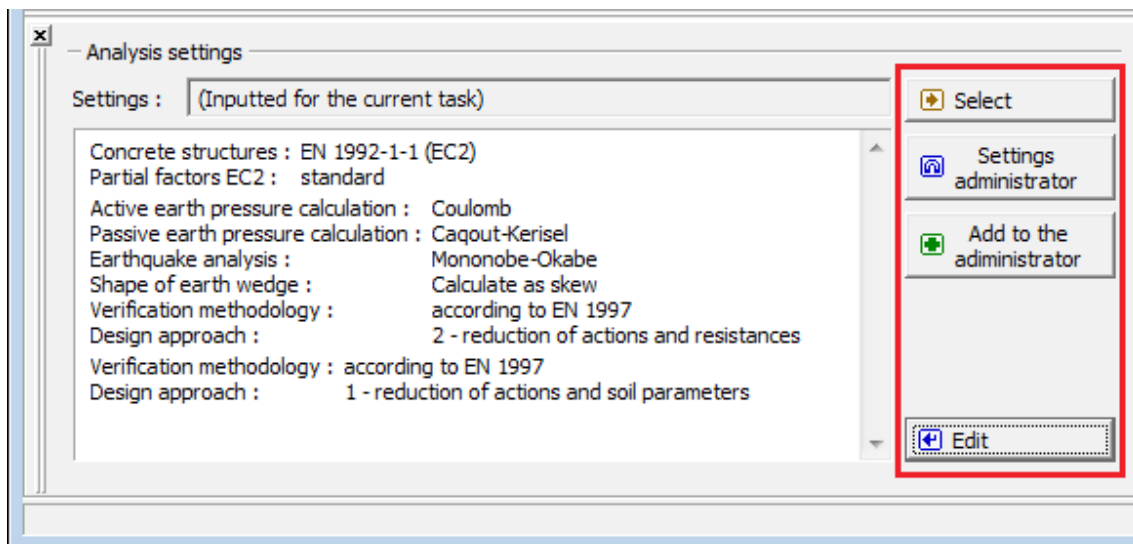 Analysis settings
Settings : (Inputted for the current task)
Concrete structures : EN 1992-1-1 (EC2)
Partial factors EC2 : standard
Active earth pressure calculation : Coulomb
Passive earth pressure calculation : Caqout-Kerisel
Earthquake analysis : Mononobe-Okabe
Shape of earth wedge : Calculate as skew
Verification methodology : according to EN 1997
Design approach : 2 - reduction of actions and resistances
Verification methodology : according to EN 1997
Design approach : 1 - reduction of actions and soil parameters
Select
Settings
administrator
Add to the
administrator
Edit